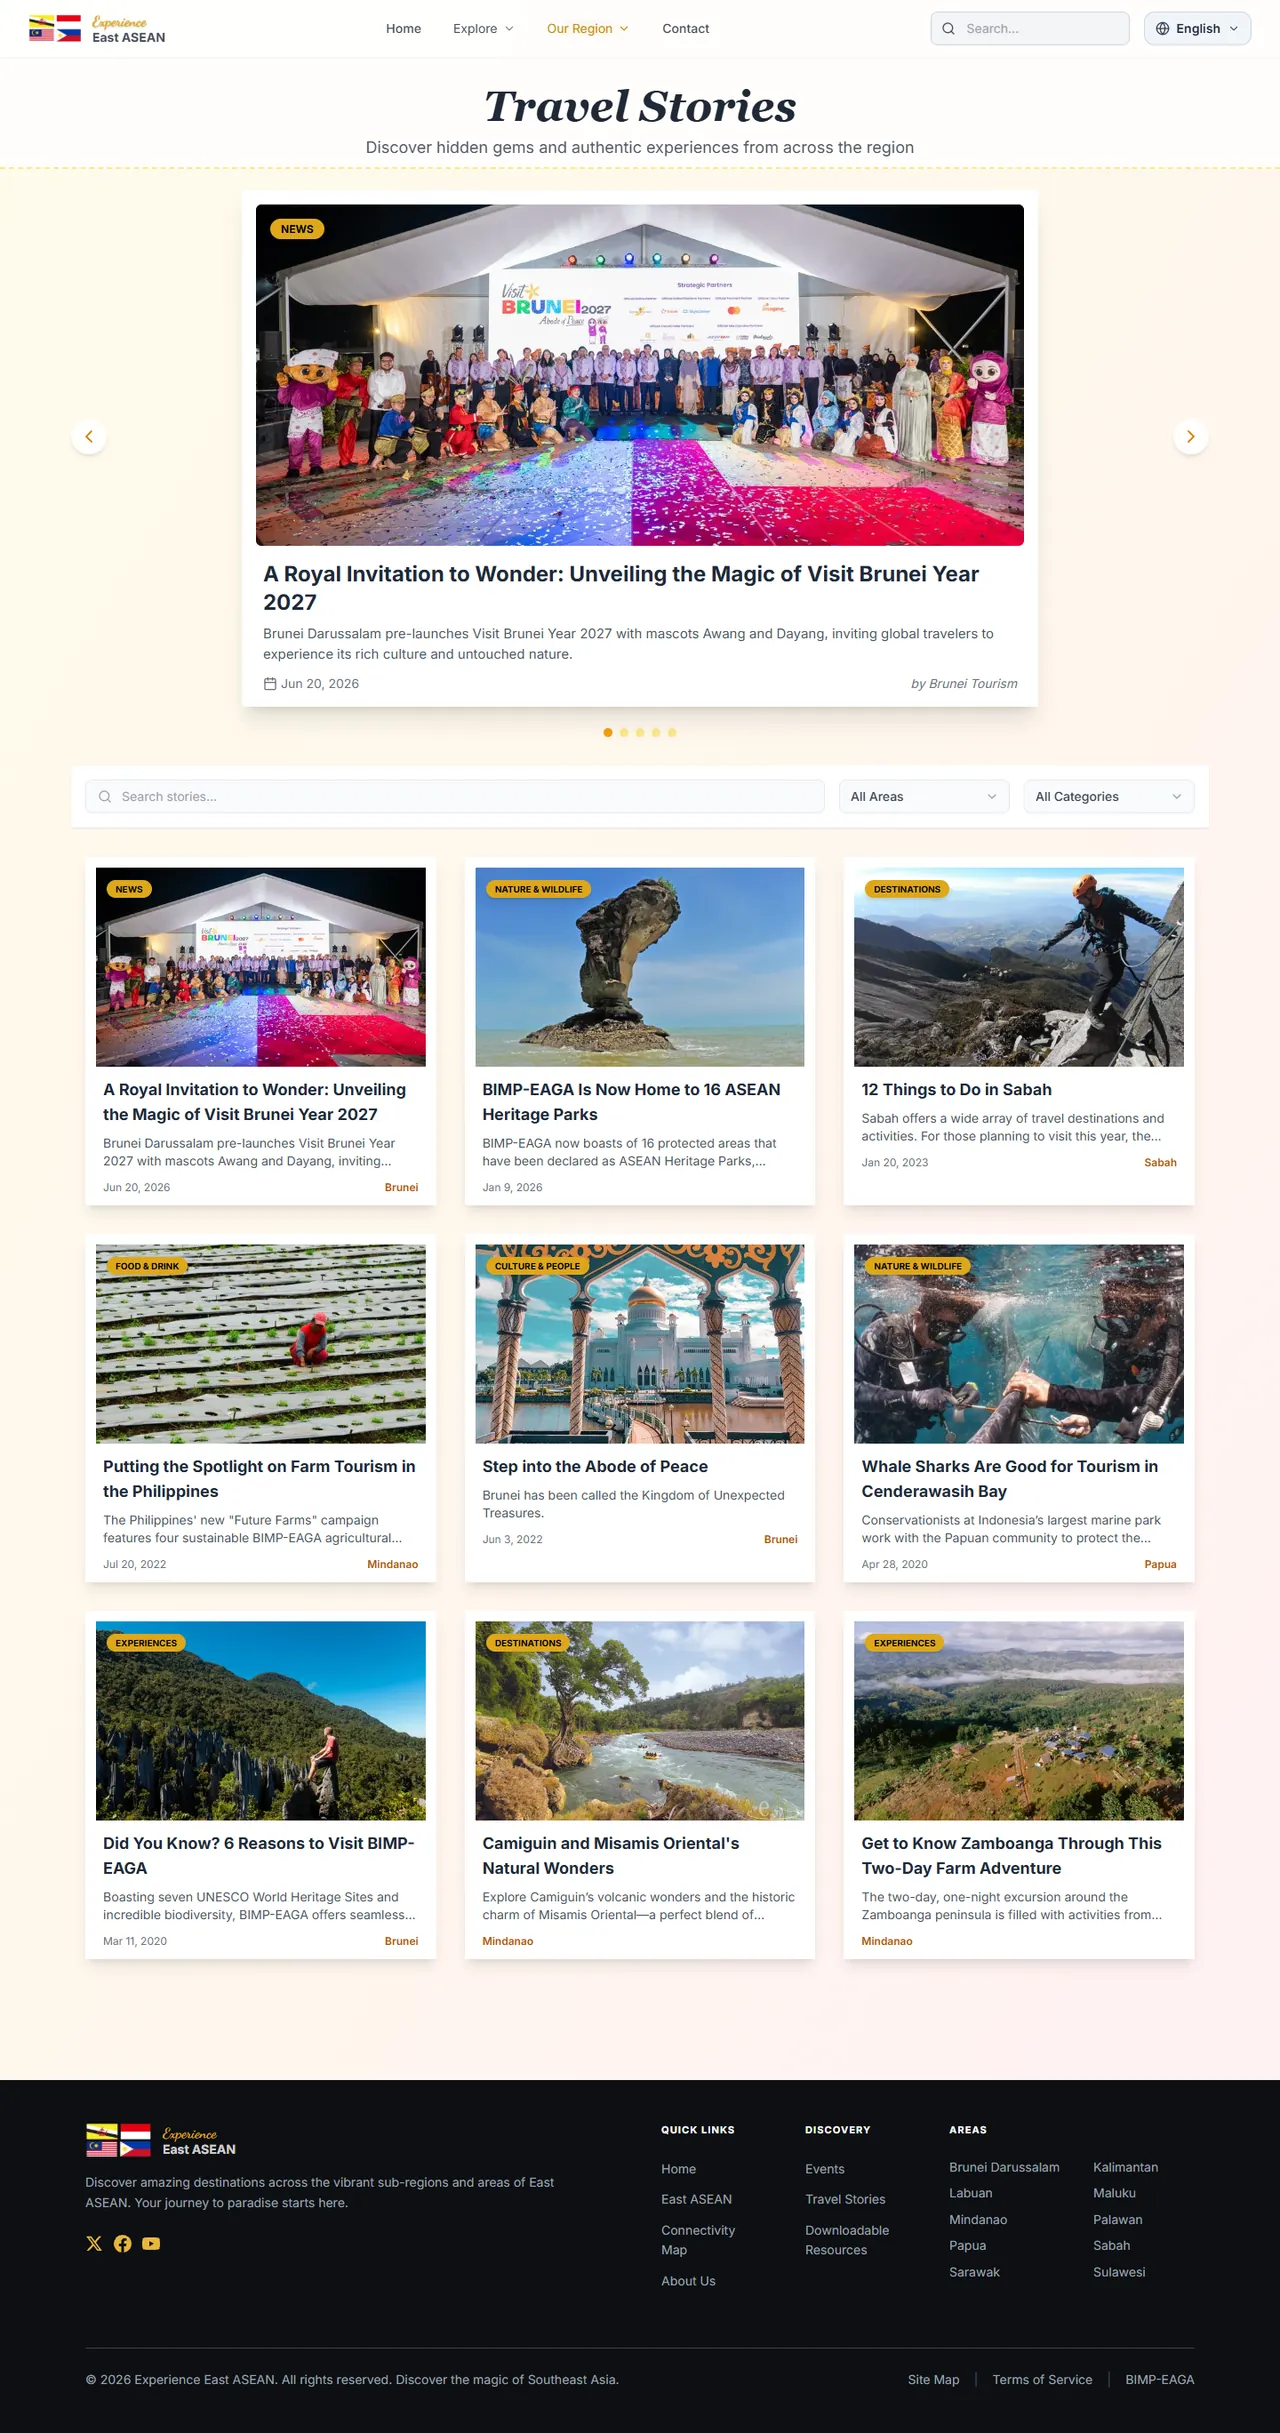 Experience
East ASEAN
Home
Explore
Our Region
Contact
Search...
English
Travel Stories
Discover hidden gems and authentic experiences from across the region
NEWS
Visit
BRUNEI2027
Abode of Peace
Strategic Partners
A Royal Invitation to Wonder: Unveiling the Magic of Visit Brunei Year
2027
Brunei Darussalam pre-launches Visit Brunei Year 2027 with mascots Awang and Dayang, inviting global travelers to
experience its rich culture and untouched nature.
Jun 20, 2026
by Brunei Tourism
Search stories...
All Areas
All Categories
NEWS
Visit
BRUNEI2027
A Royal Invitation to Wonder: Unveiling
the Magic of Visit Brunei Year 2027
Brunei Darussalam pre-launches Visit Brunei Year
2027 with mascots Awang and Dayang, inviting...
Jun 20, 2026
Brunei
NATURE & WILDLIFE
BIMP-EAGA Is Now Home to 16 ASEAN
Heritage Parks
BIMP-EAGA now boasts of 16 protected areas that
have been declared as ASEAN Heritage Parks,...
Jan 9, 2026
DESTINATIONS
12 Things to Do in Sabah
Sabah offers a wide array of travel destinations and
activities. For those planning to visit this year, the...
Jan 20, 2023
Sabah
FOOD & DRINK
Putting the Spotlight on Farm Tourism in
the Philippines
The Philippines' new "Future Farms" campaign
features four sustainable BIMP-EAGA agricultural...
Jul 20, 2022
Mindanao
CULTURE & PEOPLE
Step into the Abode of Peace
Brunei has been called the Kingdom of Unexpected
Treasures.
Jun 3, 2022
Brunei
NATURE & WILDLIFE
Whale Sharks Are Good for Tourism in
Cenderawasih Bay
Conservationists at Indonesia's largest marine park
work with the Papuan community to protect the...
Apr 28, 2020
Papua
EXPERIENCES
Did You Know? 6 Reasons to Visit BIMP-
EAGA
Boasting seven UNESCO World Heritage Sites and
incredible biodiversity, BIMP-EAGA offers seamless...
Mar 11, 2020
Brunei
DESTINATIONS
Camiguin and Misamis Oriental's
Natural Wonders
Explore Camiguin's volcanic wonders and the historic
charm of Misamis Oriental—a perfect blend of...
Mindanao
EXPERIENCES
Get to Know Zamboanga Through This
Two-Day Farm Adventure
The two-day, one-night excursion around the
Zamboanga peninsula is filled with activities from...
Mindanao
Experience
East ASEAN
Discover amazing destinations across the vibrant sub-regions and areas of East
ASEAN. Your journey to paradise starts here.
QUICK LINKS
Home
East ASEAN
Connectivity
Map
About Us
DISCOVERY
Events
Travel Stories
Downloadable
Resources
AREAS
Brunei Darussalam
Labuan
Mindanao
Papua
Sarawak
Kalimantan
Maluku
Palawan
Sabah
Sulawesi
© 2026 Experience East ASEAN. All rights reserved. Discover the magic of Southeast Asia.
Site Map
Terms of Service
BIMP-EAGA